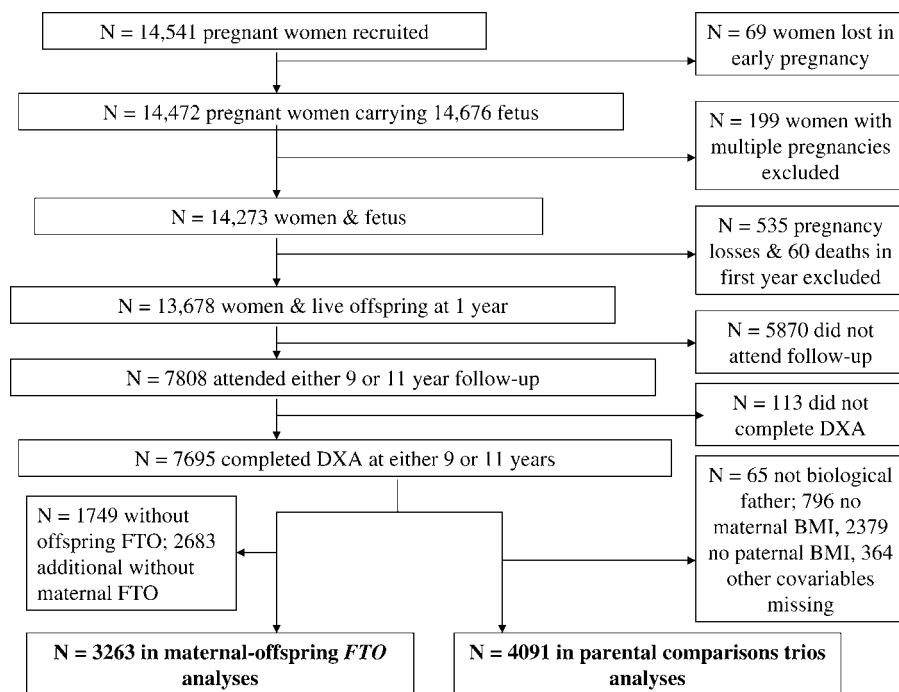 N = 14,541 pregnant women recruited
N = 69 women lost in
early pregnancy
N = 14,472 pregnant women carrying 14,676 fetus
N = 199 women with
multiple pregnancies
excluded
N = 14,273 women & fetus
N = 535 pregnancy
losses & 60 deaths in
first year excluded
N = 13,678 women & live offspring at 1 year
N = 5870 did not
attend follow-up
N = 7808 attended either 9 or 11 year follow-up
N = 113 did not
complete DXA
N = 7695 completed DXA at either 9 or 11 years
N = 65 not biological
father; 796 no
maternal BMI, 2379
no paternal BMI, 364
other covariables
missing
N = 1749 without
offspring FTO; 2683
additional without
maternal FTO
N = 3263 in maternal-offspring FTO
analyses
N = 4091 in parental comparisons trios
analyses